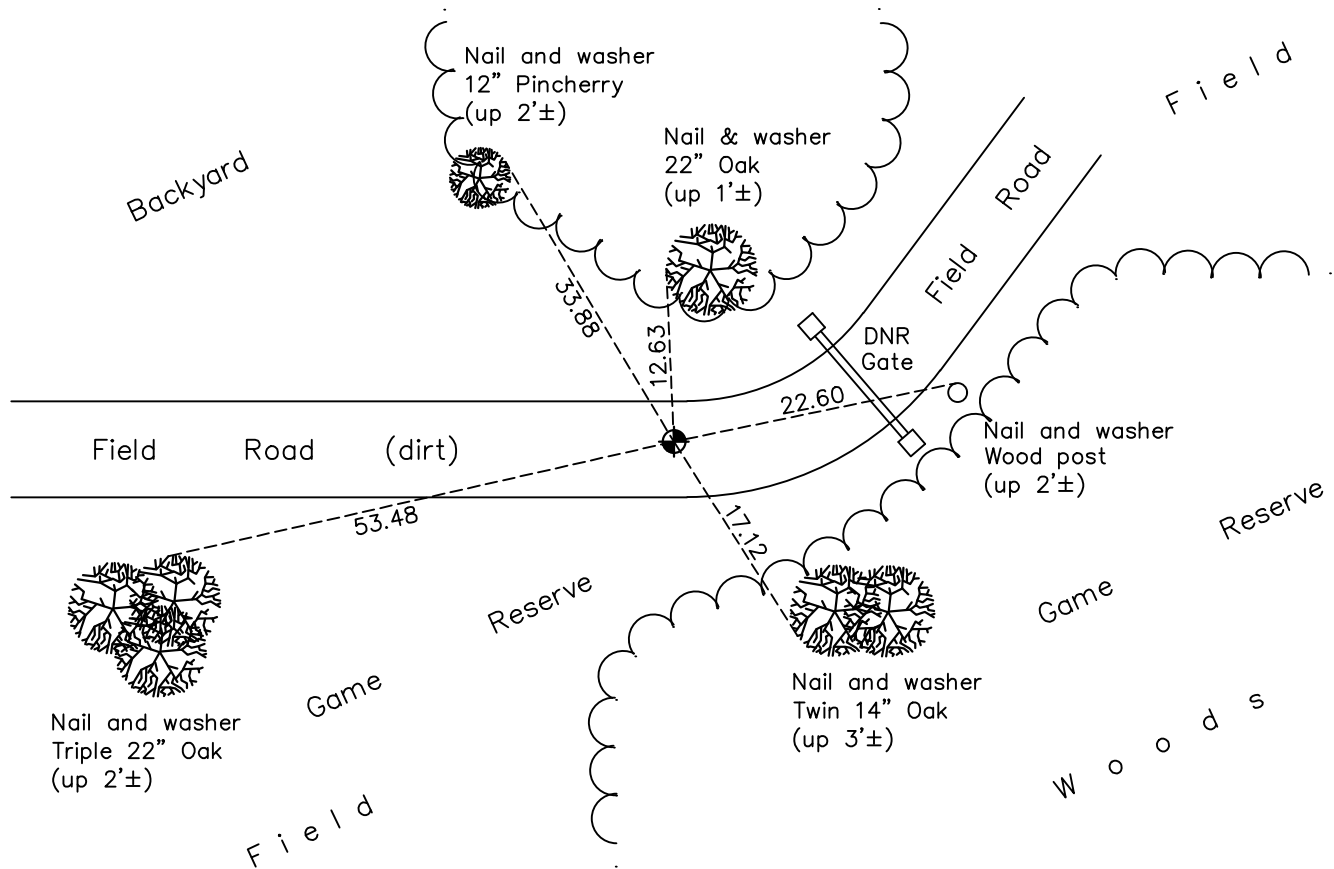 Nail and washer
12” Pincherry
(up 2’±)
Nail & washer
22” Oak
(up 1’±)
Field
Backyard
Field Road
33.88
12.63
DNR
Gate
22.60
Field Road (dirt)
Nail and washer
Wood post
(up 2’±)
53.48
17.12
Game Reserve
Game Reserve
Nail and washer
Twin 14” Oak
(up 3’±)
Nail and washer
Triple 22” Oak
(up 2’±)
Woods
Field